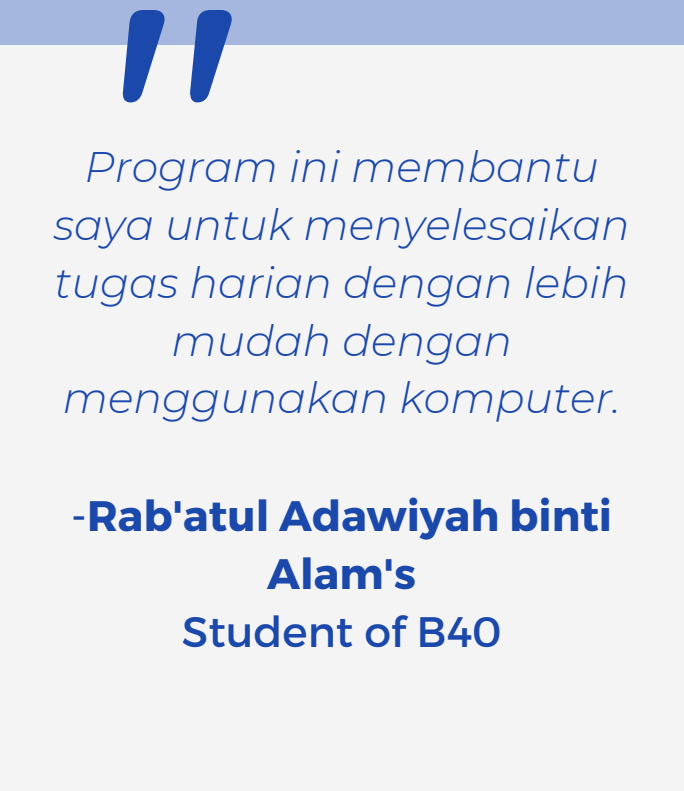 "
Program ini membantu
saya untuk menyelesaikan
tugas harian dengan lebih
mudah dengan
menggunakan komputer.
-Rab'atul Adawiyah binti
Alam's
Student of B40